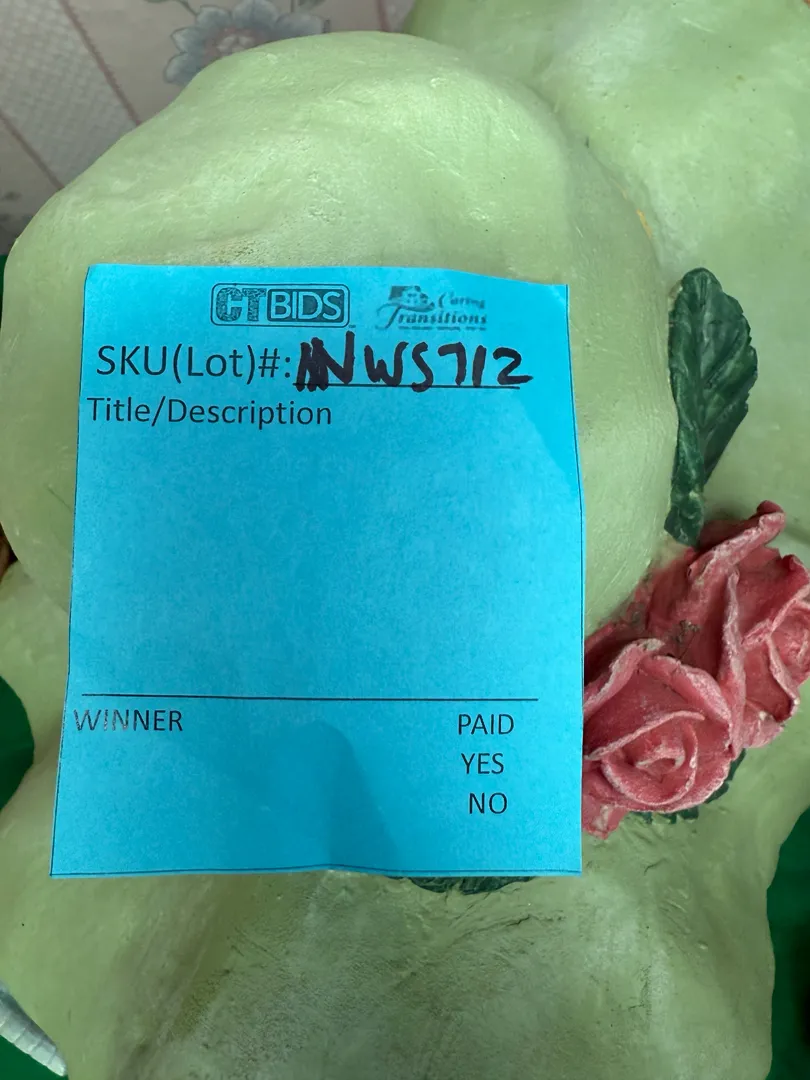 CTBIDS
Caring
Transitions
SKU(Lot)#: NWS712
Title/Description
WINNER PAID
YES
NO